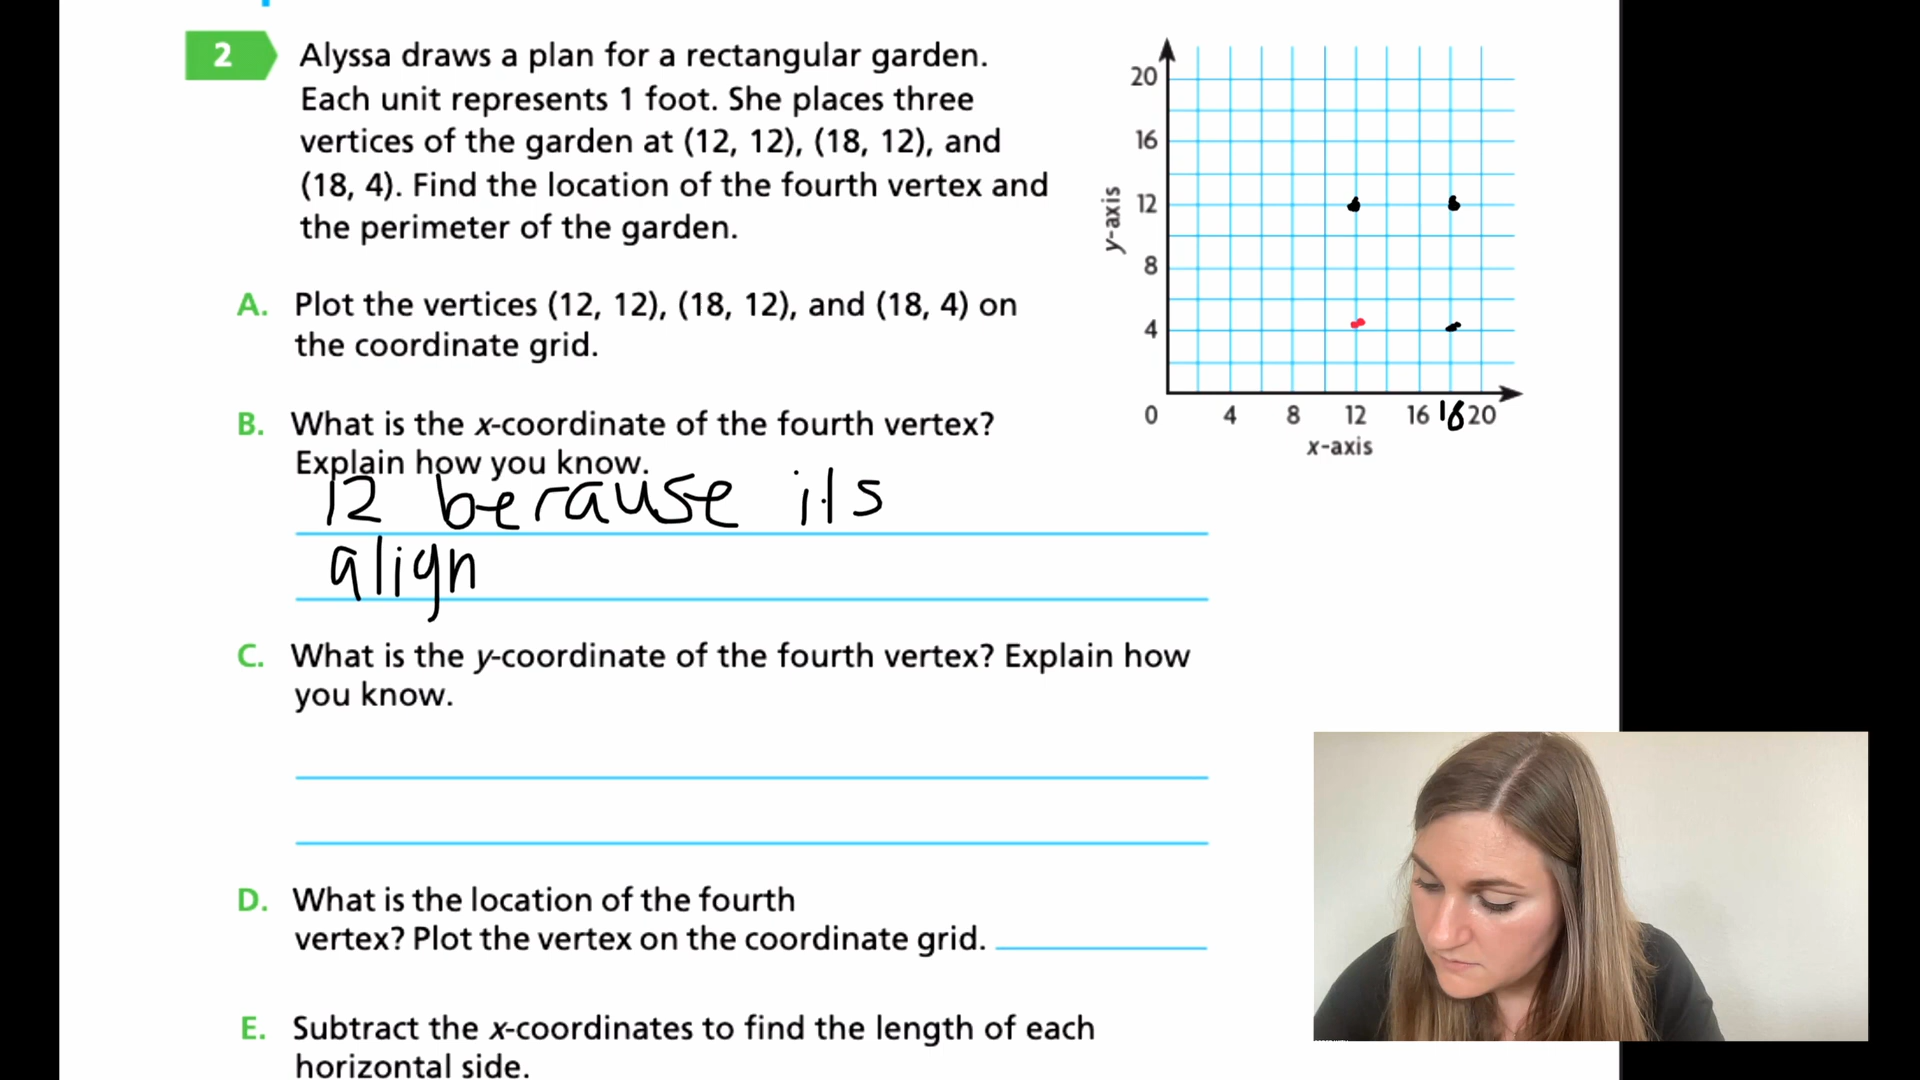 2
Alyssa draws a plan for a rectangular garden.
Each unit represents 1 foot. She places three
vertices of the garden at (12, 12), (18, 12), and
(18, 4). Find the location of the fourth vertex and
the perimeter of the garden.
A. Plot the vertices (12, 12), (18, 12), and (18, 4) on
the coordinate grid.
B. What is the x-coordinate of the fourth vertex?
Explain how you know.
12 because its
align
C. What is the y-coordinate of the fourth vertex? Explain how
you know.
D. What is the location of the fourth
vertex? Plot the vertex on the coordinate grid.
E. Subtract the x-coordinates to find the length of each
horizontal side.
y-axis
20
16
12
8
4
0 4 8 12 16 18 20
x-axis